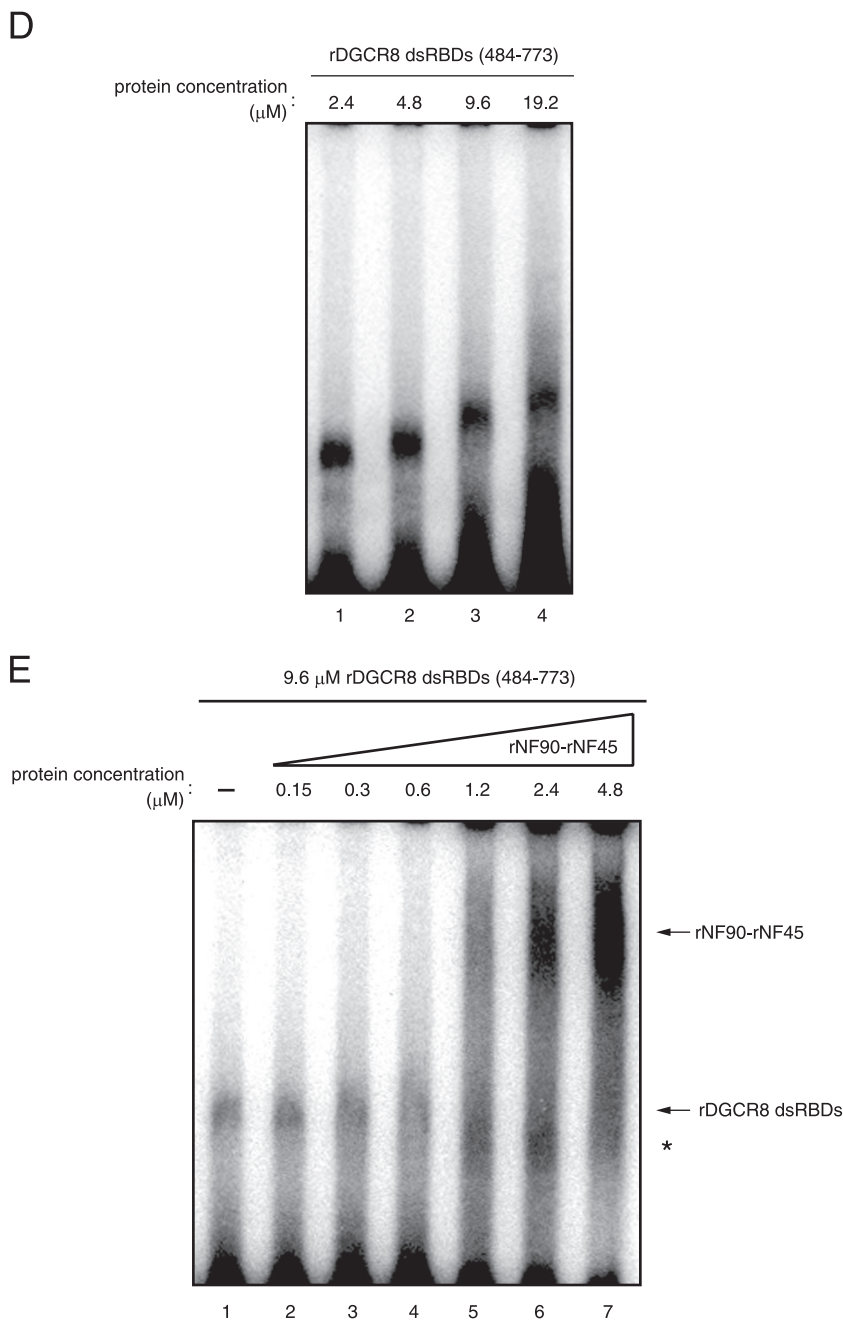 D
rDGCR8 dsRBDs (484-773)
protein concentration
(μM) :
2.4 4.8 9.6 19.2
1 2 3 4
E
9.6 μM rDGCR8 dsRBDs (484-773)
rNF90-rNF45
protein concentration
(μM) :
– 0.15 0.3 0.6 1.2 2.4 4.8
rNF90-rNF45
rDGCR8 dsRBDs
*
1 2 3 4 5 6 7